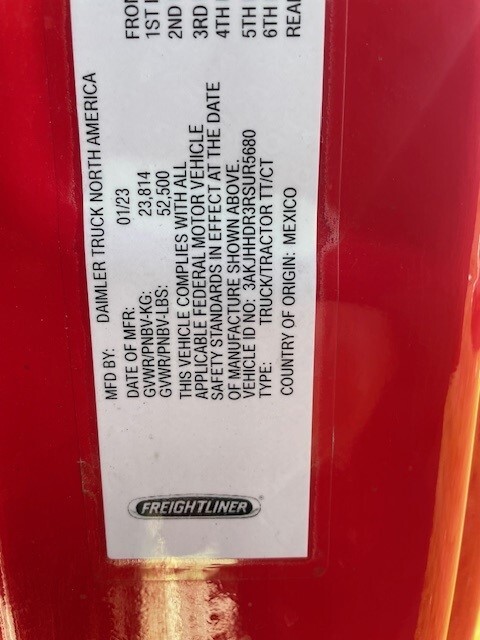 MFD BY: DAIMLER TRUCK NORTH AMERICA
DATE OF MFR: 01/23
GVWR/PNBV-KG: 23,814
GVWR/PNBV-LBS: 52,500
THIS VEHICLE COMPLIES WITH ALL
APPLICABLE FEDERAL MOTOR VEHICLE
SAFETY STANDARDS IN EFFECT AT THE DATE
OF MANUFACTURE SHOWN ABOVE.
VEHICLE ID NO: 3AKJHHDR3RSUR5680
TYPE: TRUCK/TRACTOR TT/CT
COUNTRY OF ORIGIN: MEXICO
1ST
2ND
3RD
4TH
5TH
6TH
FREIGHTLINER